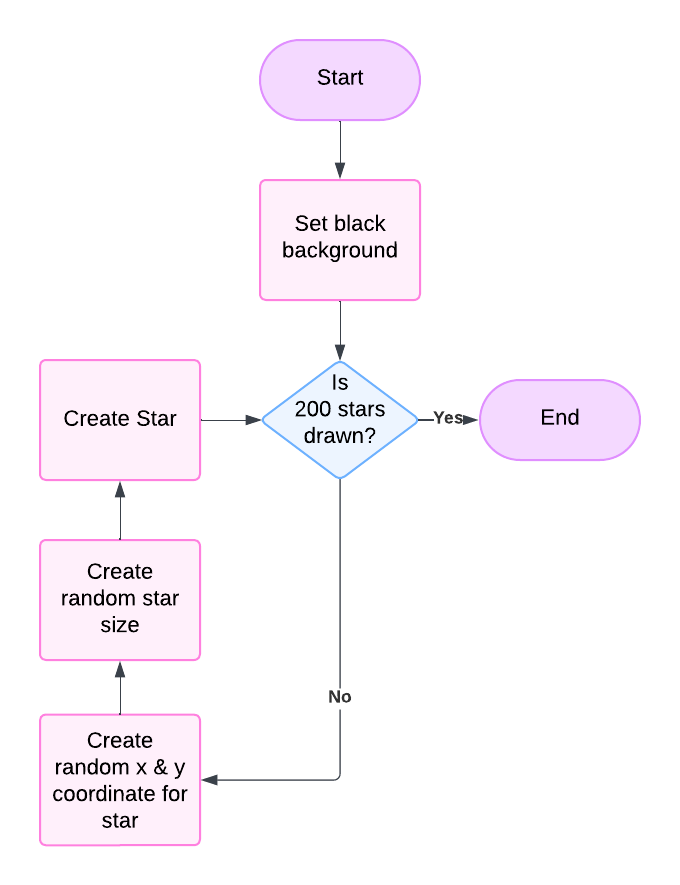 Start
Set black
background
Is
200 stars
drawn?
Yes
End
Create Star
Create
random star
size
No
Create
random x & y
coordinate for
star